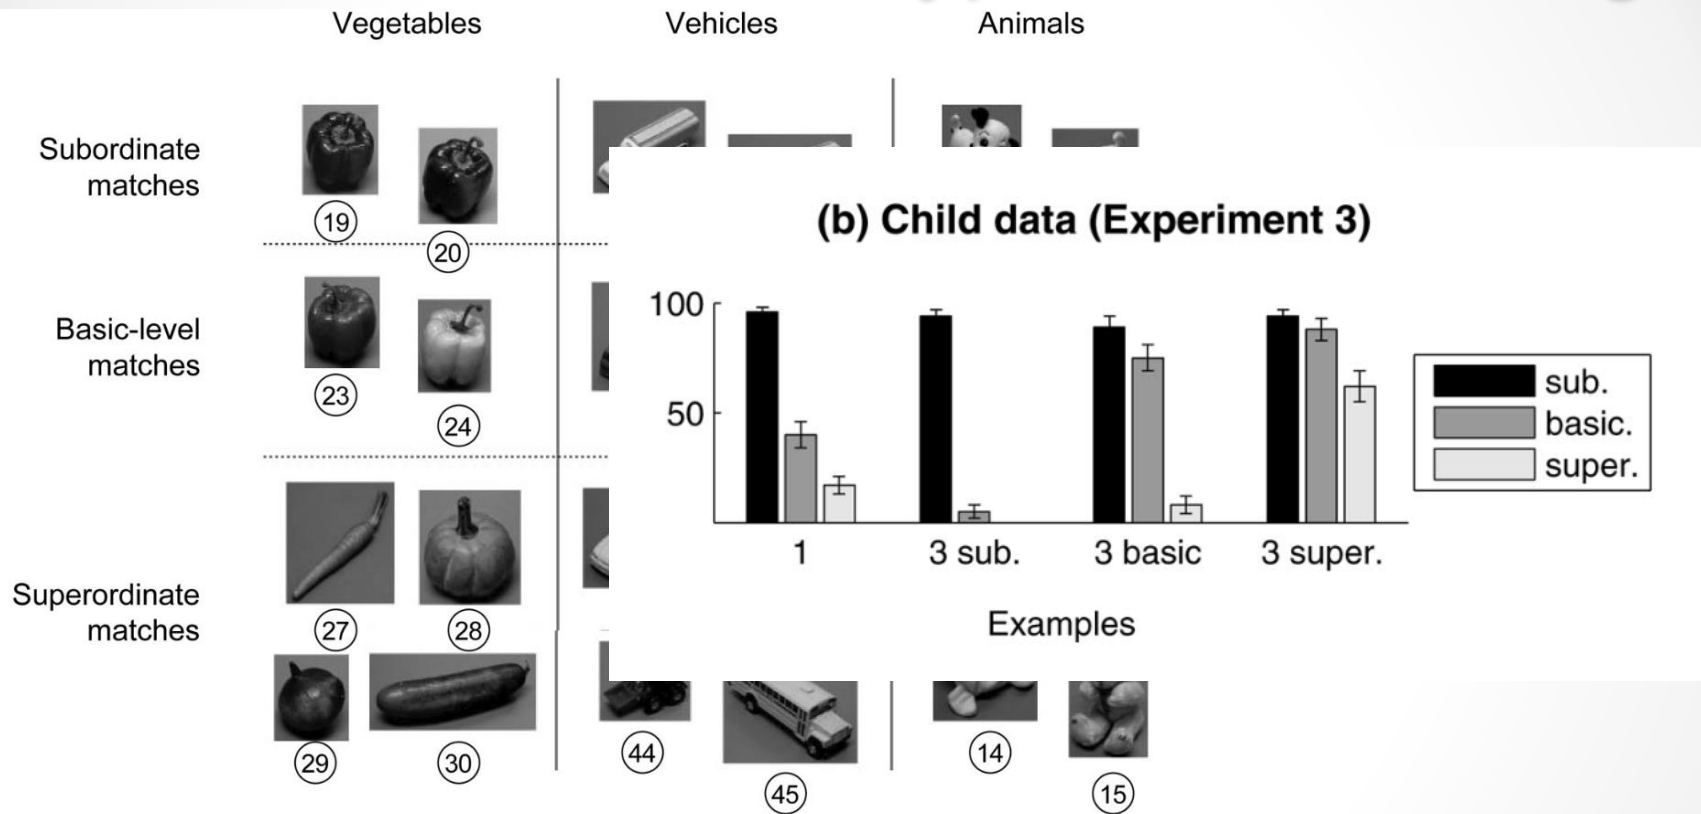 Vegetables
Vehicles
Animals
Subordinate
matches
19
20
Basic-level
matches
23
24
Superordinate
matches
27
28
29
30
44
45
14
15
(b) Child data (Experiment 3)
100
50
1
3 sub.
3 basic
3 super.
Examples
sub.
basic.
super.